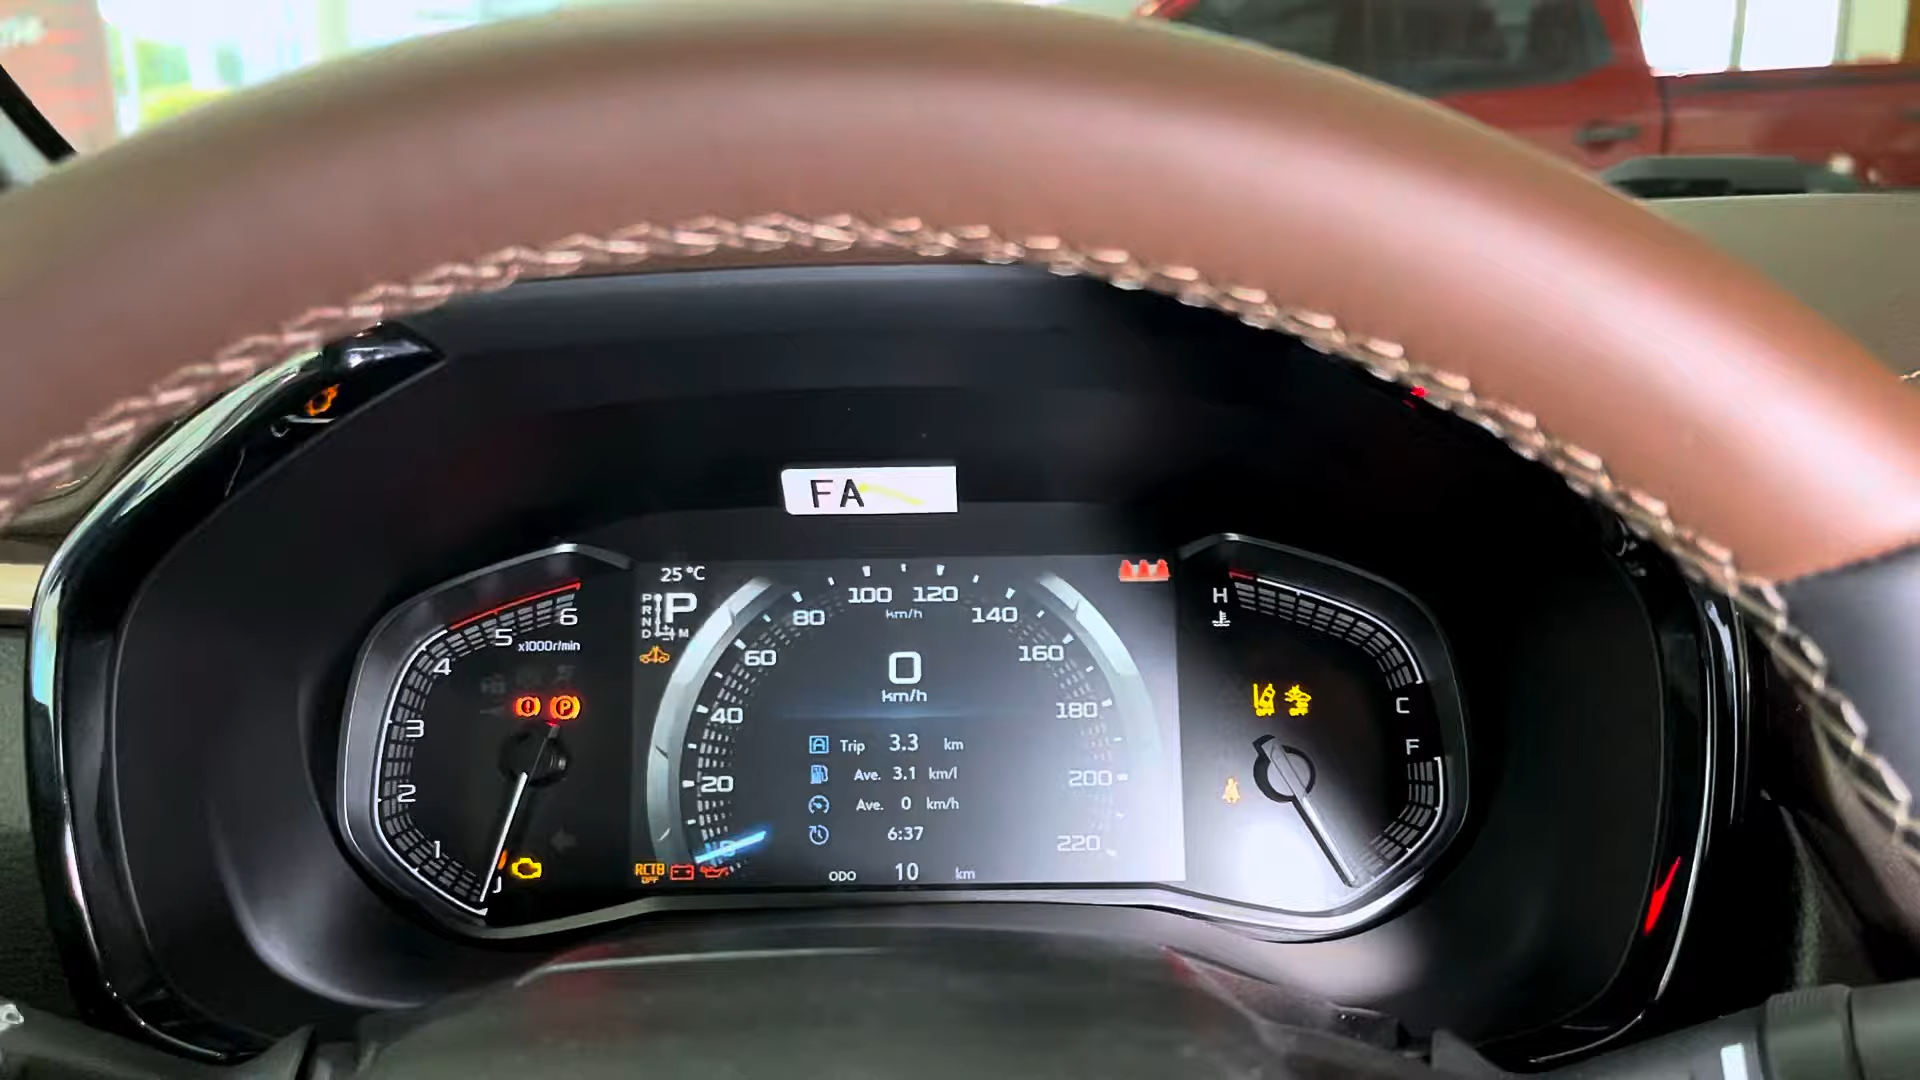 FA
25 °C
P
R
N
D
M
P
0
20
40
60
80
100
120
140
160
180
200
220
km/h
0
km/h
Trip 3.3 km
Ave. 3.1 km/l
Ave. 0 km/h
6:37
ODO 10 km
RCTB
OFF
1
2
3
4
5
6
x1000r/min
P
H
C
F